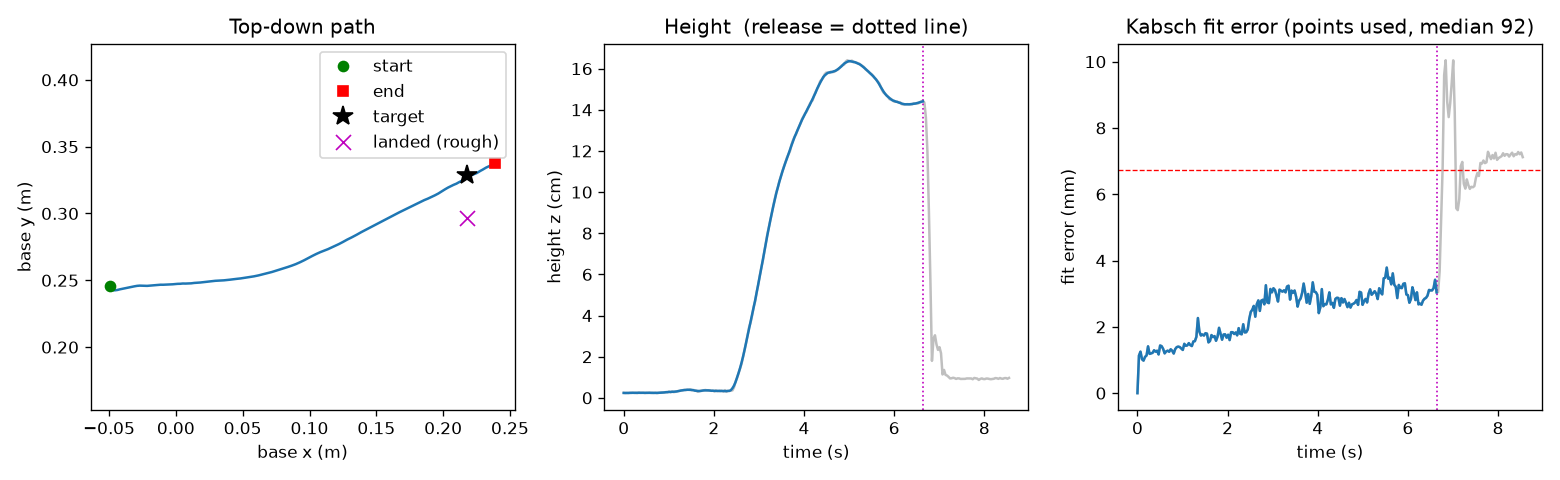 Top-down path
base y (m)
0.40
0.35
0.30
0.25
0.20
start
end
target
landed (rough)
−0.05 0.00 0.05 0.10 0.15 0.20 0.25
base x (m)
Height (release = dotted line)
height z (cm)
16
14
12
10
8
6
4
2
0
0 2 4 6 8
time (s)
Kabsch fit error (points used, median 92)
fit error (mm)
10
8
6
4
2
0
0 2 4 6 8
time (s)